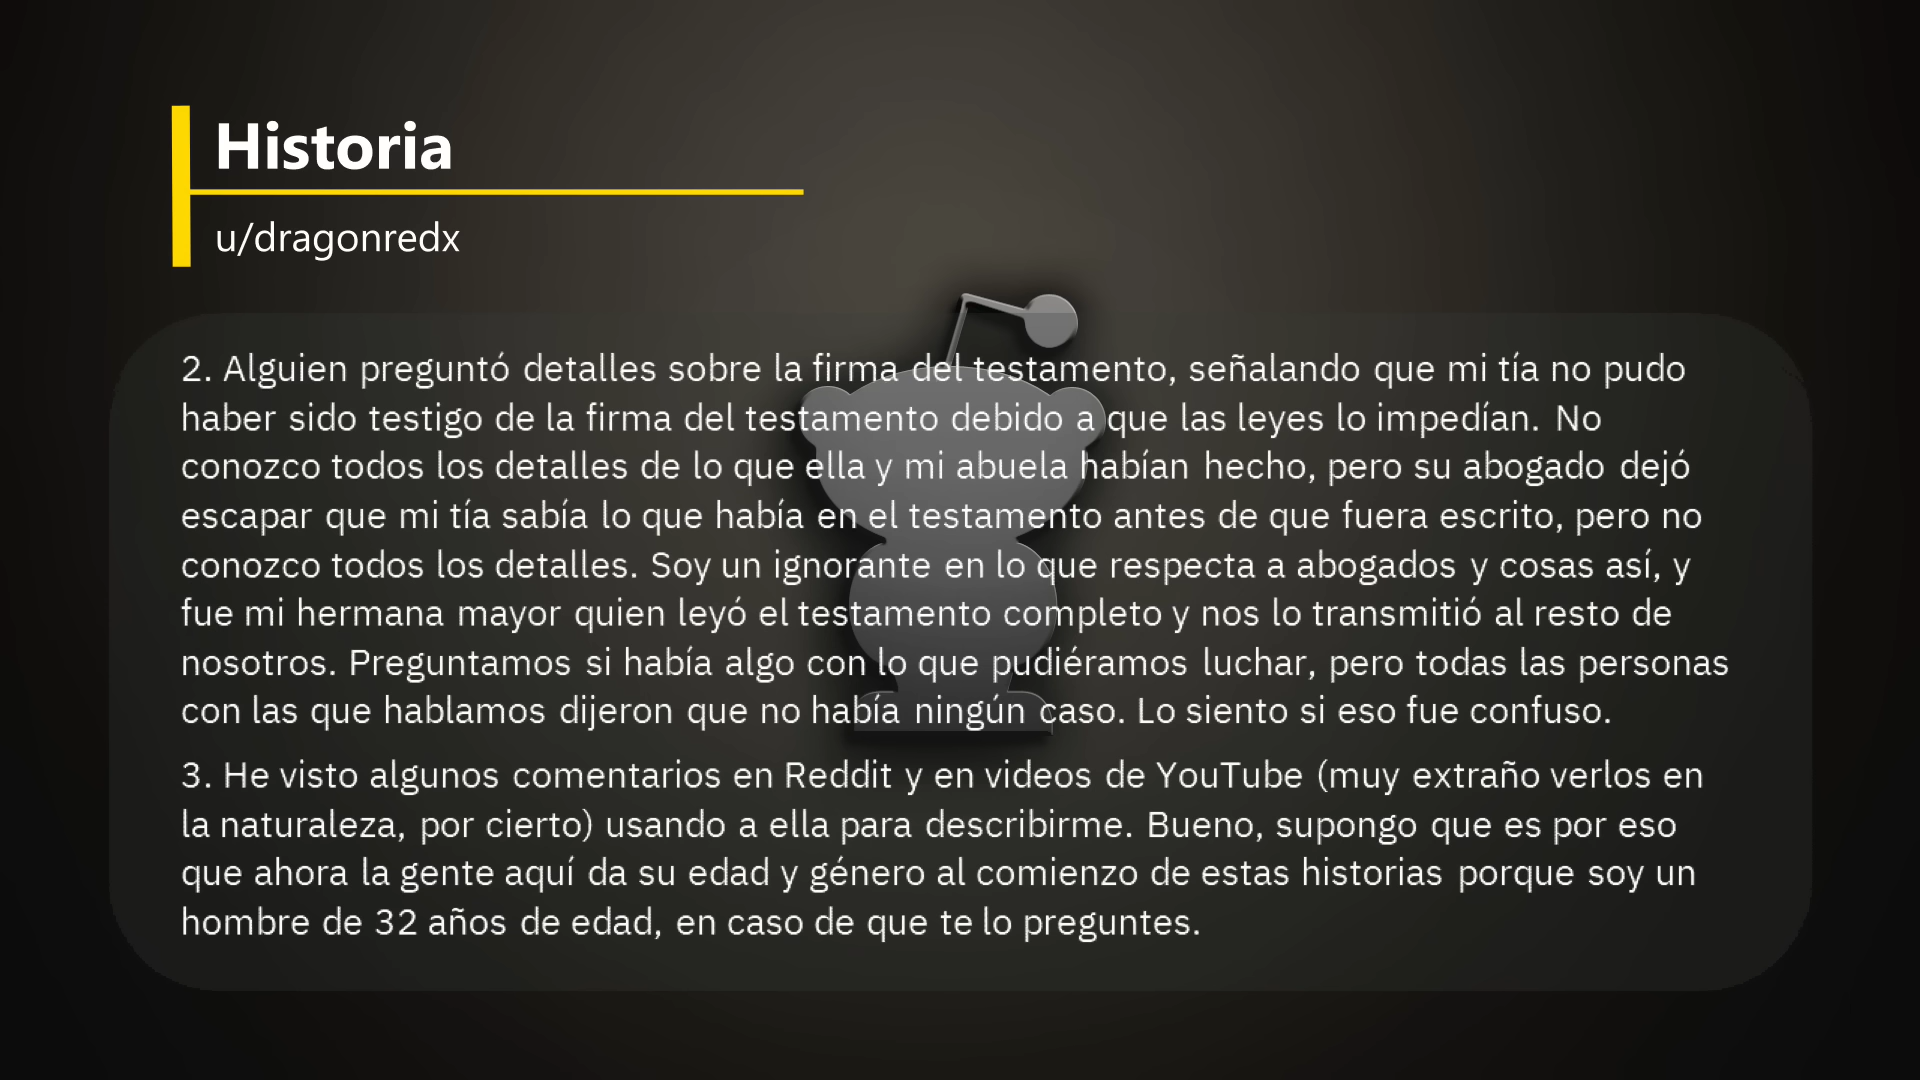 Historia
u/dragonredx
2. Alguien preguntó detalles sobre la firma del testamento, señalando que mi tía no pudo
haber sido testigo de la firma del testamento debido a que las leyes lo impedían. No
conozco todos los detalles de lo que ella y mi abuela habían hecho, pero su abogado dejó
escapar que mi tía sabía lo que había en el testamento antes de que fuera escrito, pero no
conozco todos los detalles. Soy un ignorante en lo que respecta a abogados y cosas así, y
fue mi hermana mayor quien leyó el testamento completo y nos lo transmitió al resto de
nosotros. Preguntamos si había algo con lo que pudiéramos luchar, pero todas las personas
con las que hablamos dijeron que no había ningún caso. Lo siento si eso fue confuso.
3. He visto algunos comentarios en Reddit y en videos de YouTube (muy extraño verlos en
la naturaleza, por cierto) usando a ella para describirme. Bueno, supongo que es por eso
que ahora la gente aquí da su edad y género al comienzo de estas historias porque soy un
hombre de 32 años de edad, en caso de que te lo preguntes.